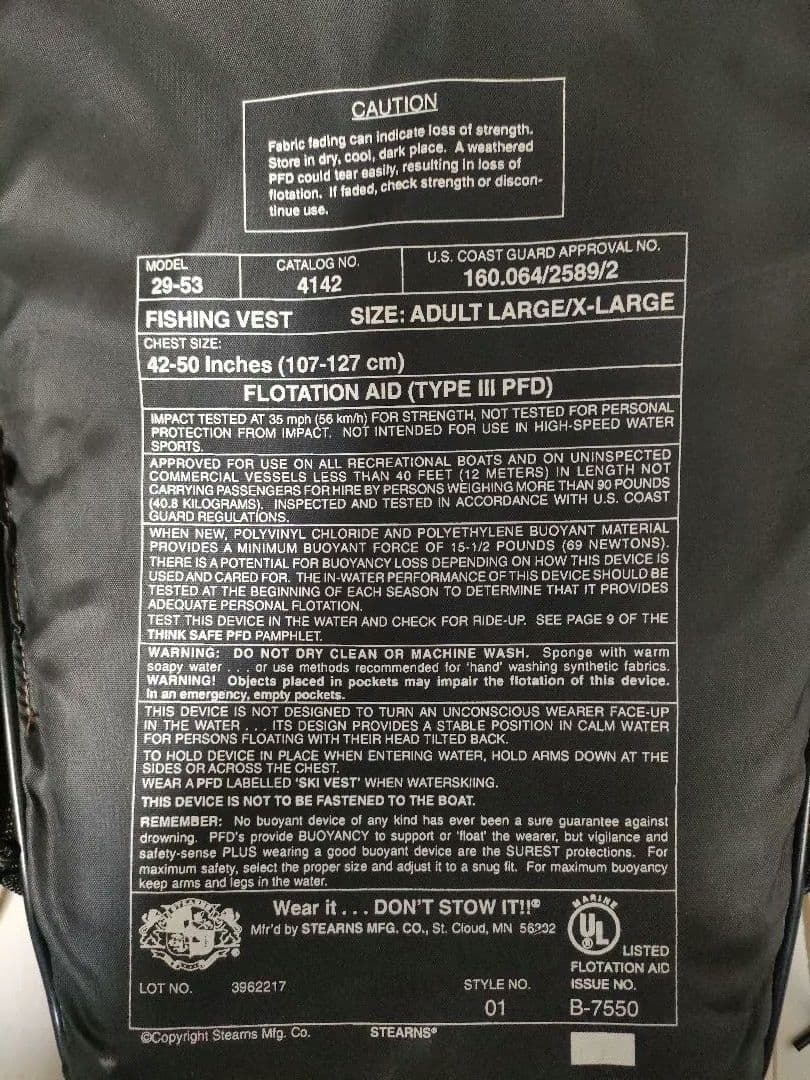 CAUTION
Fabric fading can indicate loss of strength.
Store in dry, cool, dark place. A weathered
PFD could tear easily, resulting in loss of
flotation. If faded, check strength or discon-
tinue use.
MODEL
29-53
CATALOG NO.
4142
U.S. COAST GUARD APPROVAL NO.
160.064/2589/2
FISHING VEST SIZE: ADULT LARGE/X-LARGE
CHEST SIZE:
42-50 Inches (107-127 cm)
FLOTATION AID (TYPE III PFD)
IMPACT TESTED AT 35 mph (56 km/h) FOR STRENGTH, NOT TESTED FOR PERSONAL
PROTECTION FROM IMPACT. NOT INTENDED FOR USE IN HIGH-SPEED WATER
SPORTS.
APPROVED FOR USE ON ALL RECREATIONAL BOATS AND ON UNINSPECTED
COMMERCIAL VESSELS LESS THAN 40 FEET (12 METERS) IN LENGTH NOT
CARRYING PASSENGERS FOR HIRE BY PERSONS WEIGHING MORE THAN 90 POUNDS
(40.8 KILOGRAMS). INSPECTED AND TESTED IN ACCORDANCE WITH U.S. COAST
GUARD REGULATIONS.
WHEN NEW, POLYVINYL CHLORIDE AND POLYETHYLENE BUOYANT MATERIAL
PROVIDES A MINIMUM BUOYANT FORCE OF 15-1/2 POUNDS (69 NEWTONS).
THERE IS A POTENTIAL FOR BUOYANCY LOSS DEPENDING ON HOW THIS DEVICE IS
USED AND CARED FOR. THE IN-WATER PERFORMANCE OF THIS DEVICE SHOULD BE
TESTED AT THE BEGINNING OF EACH SEASON TO DETERMINE THAT IT PROVIDES
ADEQUATE PERSONAL FLOTATION.
TEST THIS DEVICE IN THE WATER AND CHECK FOR RIDE-UP. SEE PAGE 9 OF THE
THINK SAFE PFD PAMPHLET.
WARNING: DO NOT DRY CLEAN OR MACHINE WASH. Sponge with warm
soapy water . . . or use methods recommended for 'hand' washing synthetic fabrics.
WARNING! Objects placed in pockets may impair the flotation of this device.
In an emergency, empty pockets.
THIS DEVICE IS NOT DESIGNED TO TURN AN UNCONSCIOUS WEARER FACE-UP
IN THE WATER . . . ITS DESIGN PROVIDES A STABLE POSITION IN CALM WATER
FOR PERSONS FLOATING WITH THEIR HEAD TILTED BACK.
TO HOLD DEVICE IN PLACE WHEN ENTERING WATER, HOLD ARMS DOWN AT THE
SIDES OR ACROSS THE CHEST.
WEAR A PFD LABELLED 'SKI VEST' WHEN WATERSKIING.
THIS DEVICE IS NOT TO BE FASTENED TO THE BOAT.
REMEMBER: No buoyant device of any kind has ever been a sure guarantee against
drowning. PFD's provide BUOYANCY to support or 'float' the wearer, but vigilance and
safety-sense PLUS wearing a good buoyant device are the SUREST protections. For
maximum safety, select the proper size and adjust it to a snug fit. For maximum buoyancy
keep arms and legs in the water.
Wear it . . . DON'T STOW IT!!®
Mfr'd by STEARNS MFG. CO., St. Cloud, MN 56302
MARINE
UL ®
LISTED
FLOTATION AID
ISSUE NO.
B-7550
LOT NO. 3962217
STYLE NO.
01
©Copyright Stearns Mfg. Co. STEARNS®